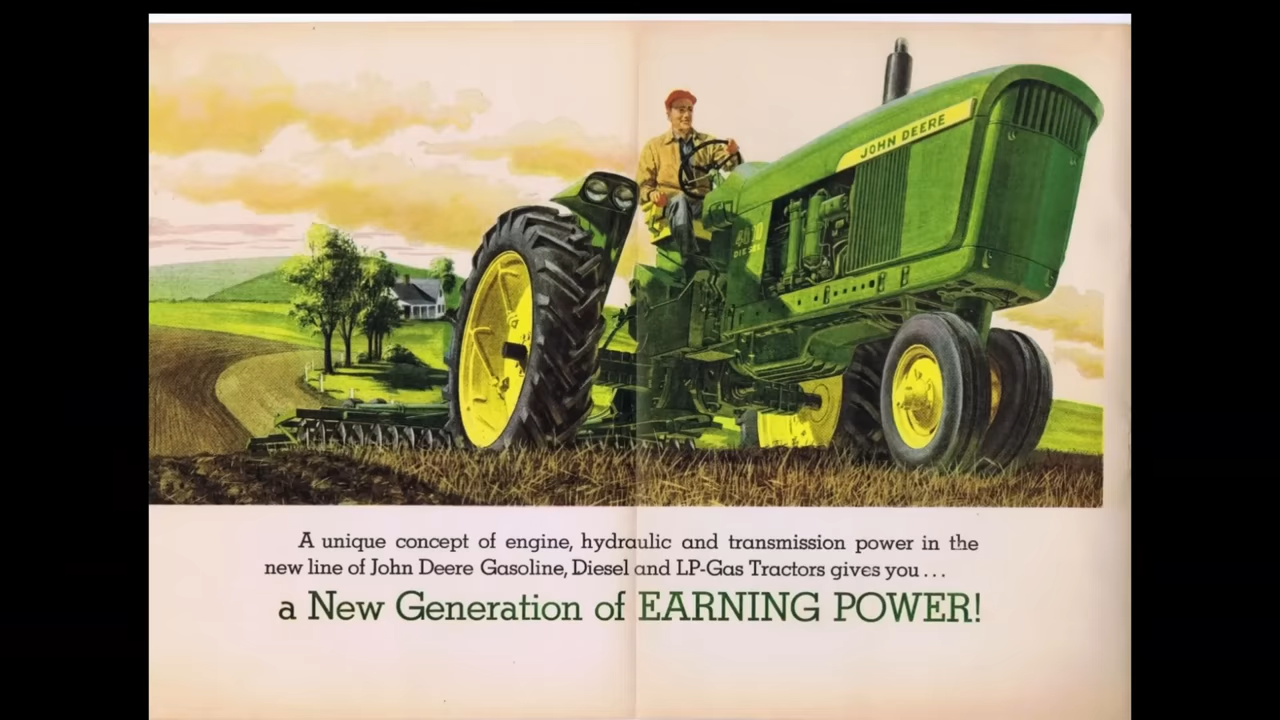 JOHN DEERE
DIESEL
A unique concept of engine, hydraulic and transmission power in the
new line of John Deere Gasoline, Diesel and LP-Gas Tractors gives you...
a New Generation of EARNING POWER!